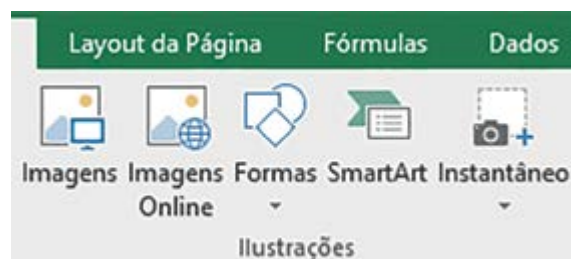 Layout da Página Fórmulas Dados
Imagens Imagens Formas SmartArt Instantâneo
Online
Ilustrações